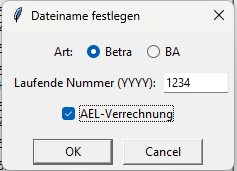 Dateiname festlegen
Art: Betra BA
Laufende Nummer (YYYY): 1234
AEL-Verrechnung
OK Cancel